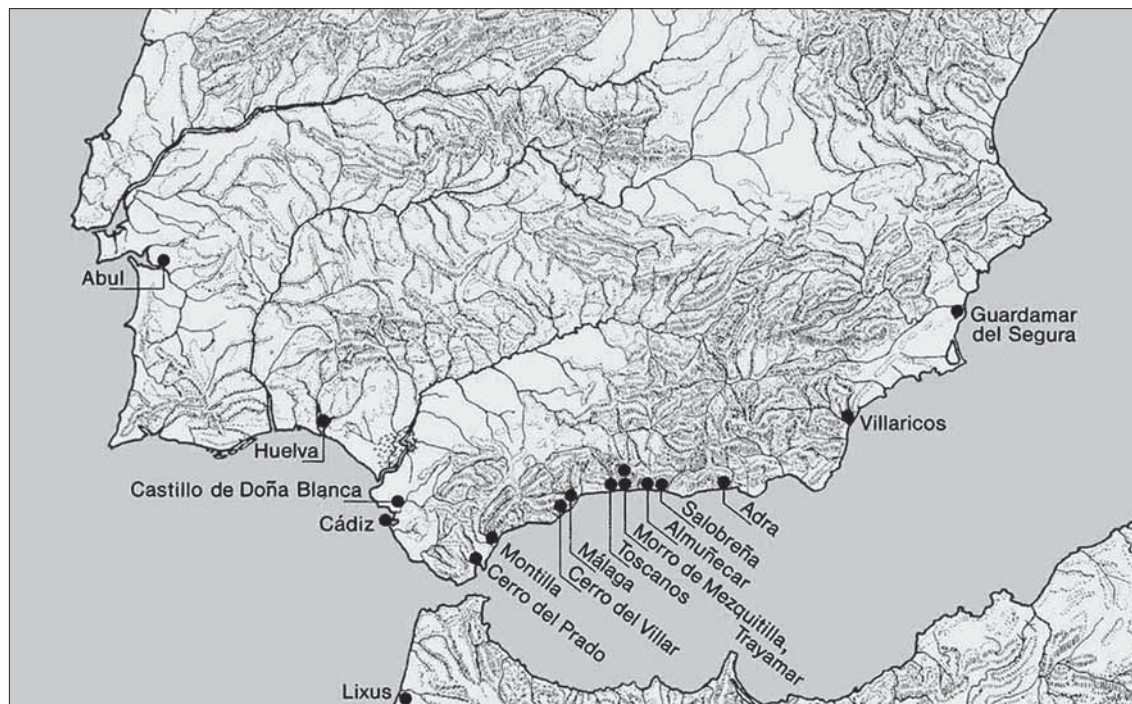 Abul
Guardamar
del Segura
Villaricos
Huelva
Castillo de Doña Blanca
Cádiz
Adra
Salobreña
Almuñecar
Morro de Mezquitilla,
Trayamar
Toscanos
Málaga
Cerro del Villar
Montilla
Cerro del Prado
Lixus